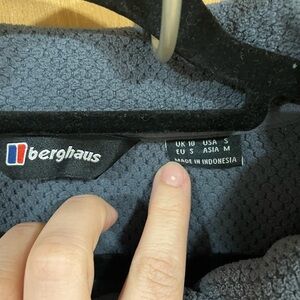 berghaus
UK 10 USA S
EU S ASIA M
MADE IN INDONESIA